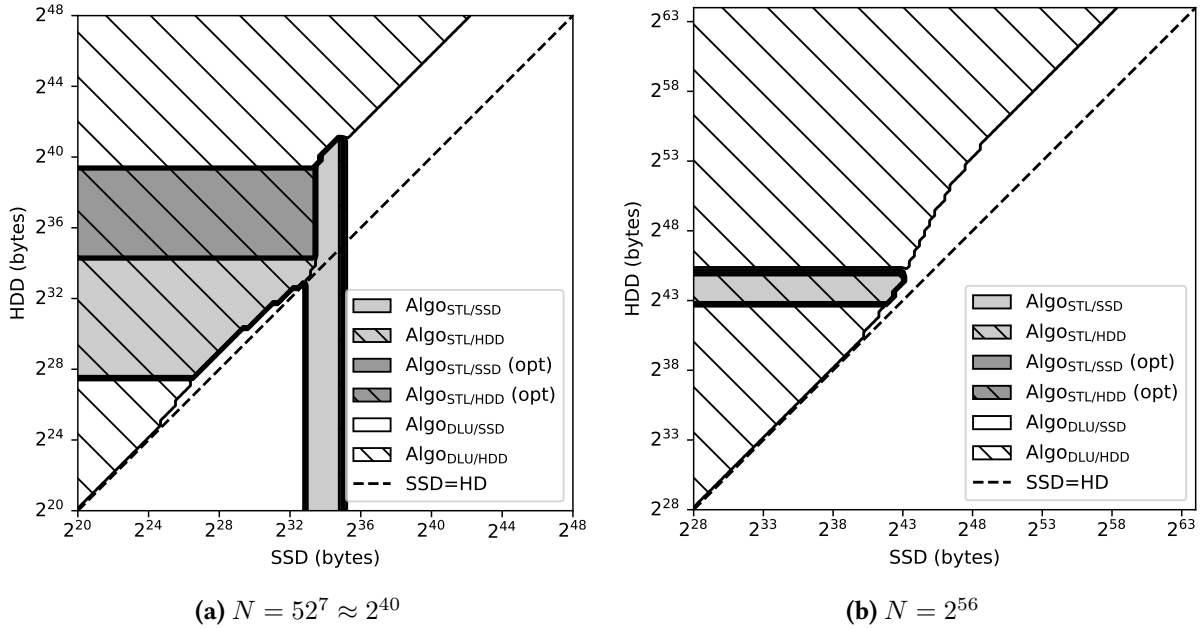 2^48
2^44
2^40
2^36
2^32
2^28
2^24
2^20
HDD (bytes)
2^20 2^24 2^28 2^32 2^36 2^40 2^44 2^48
SSD (bytes)
Algo_STL/SSD
Algo_STL/HDD
Algo_STL/SSD (opt)
Algo_STL/HDD (opt)
Algo_DLU/SSD
Algo_DLU/HDD
SSD=HD
(a) N = 52^7 ≈ 2^40
2^63
2^58
2^53
2^48
2^43
2^38
2^33
2^28
HDD (bytes)
2^28 2^33 2^38 2^43 2^48 2^53 2^58 2^63
SSD (bytes)
Algo_STL/SSD
Algo_STL/HDD
Algo_STL/SSD (opt)
Algo_STL/HDD (opt)
Algo_DLU/SSD
Algo_DLU/HDD
SSD=HD
(b) N = 2^56